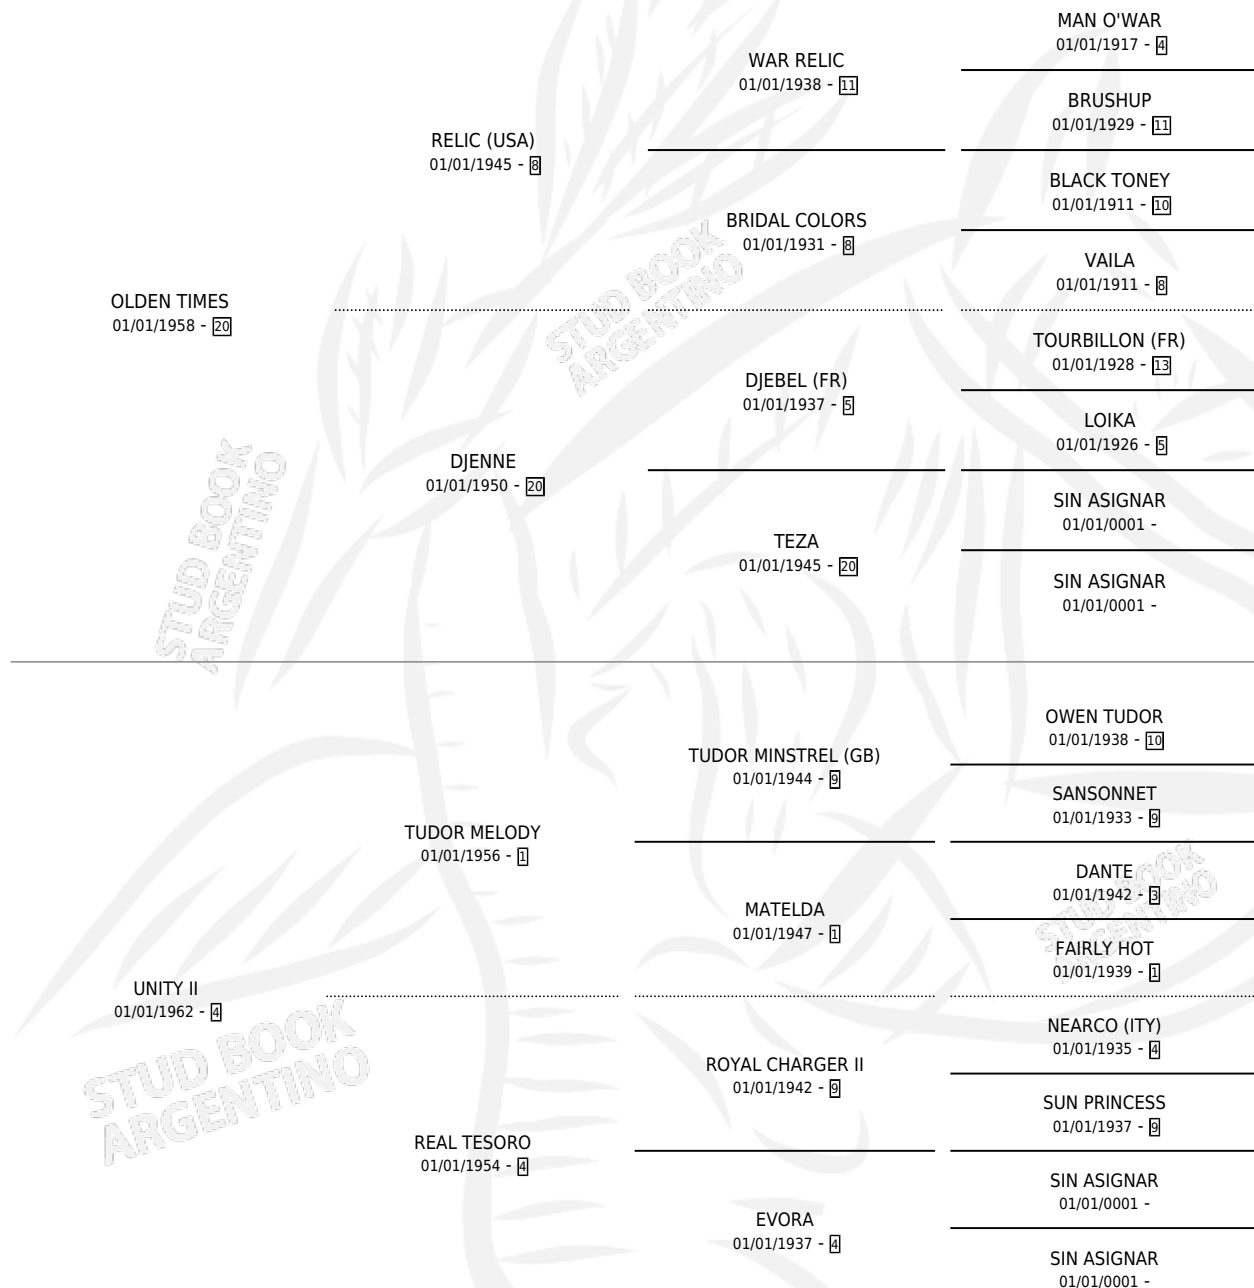 MAN O'WAR
01/01/1917 - 4
WAR RELIC
01/01/1938 - 11
BRUSHUP
01/01/1929 - 11
RELIC (USA)
01/01/1945 - 8
BLACK TONEY
01/01/1911 - 10
BRIDAL COLORS
01/01/1931 - 8
VAILA
01/01/1911 - 8
OLDEN TIMES
01/01/1958 - 20
STUD BOOK
ARGENTINO
TOURBILLON (FR)
01/01/1928 - 13
DJEBEL (FR)
01/01/1937 - 5
LOIKA
01/01/1926 - 5
DJENNE
01/01/1950 - 20
SIN ASIGNAR
01/01/0001 -
TEZA
01/01/1945 - 20
SIN ASIGNAR
01/01/0001 -
STUD BOOK
ARGENTINO
OWEN TUDOR
01/01/1938 - 10
TUDOR MINSTREL (GB)
01/01/1944 - 9
SANSONNET
01/01/1933 - 9
TUDOR MELODY
01/01/1956 - 1
DANTE
01/01/1942 - 3
STUD BOOK
ARGENTINO
MATELDA
01/01/1947 - 1
FAIRLY HOT
01/01/1939 - 1
UNITY II
01/01/1962 - 4
STUD BOOK
ARGENTINO
NEARCO (ITY)
01/01/1935 - 4
ROYAL CHARGER II
01/01/1942 - 9
SUN PRINCESS
01/01/1937 - 9
REAL TESORO
01/01/1954 - 4
SIN ASIGNAR
01/01/0001 -
EVORA
01/01/1937 - 4
SIN ASIGNAR
01/01/0001 -